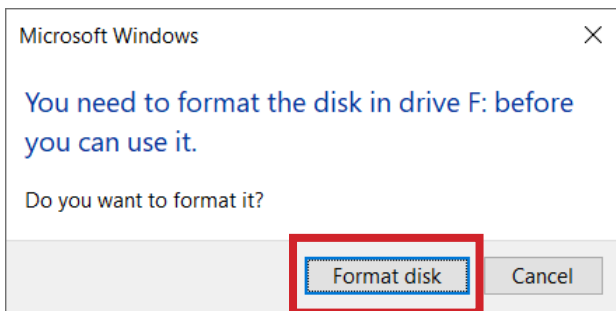 Microsoft Windows
You need to format the disk in drive F: before
you can use it.
Do you want to format it?
Format disk
Cancel